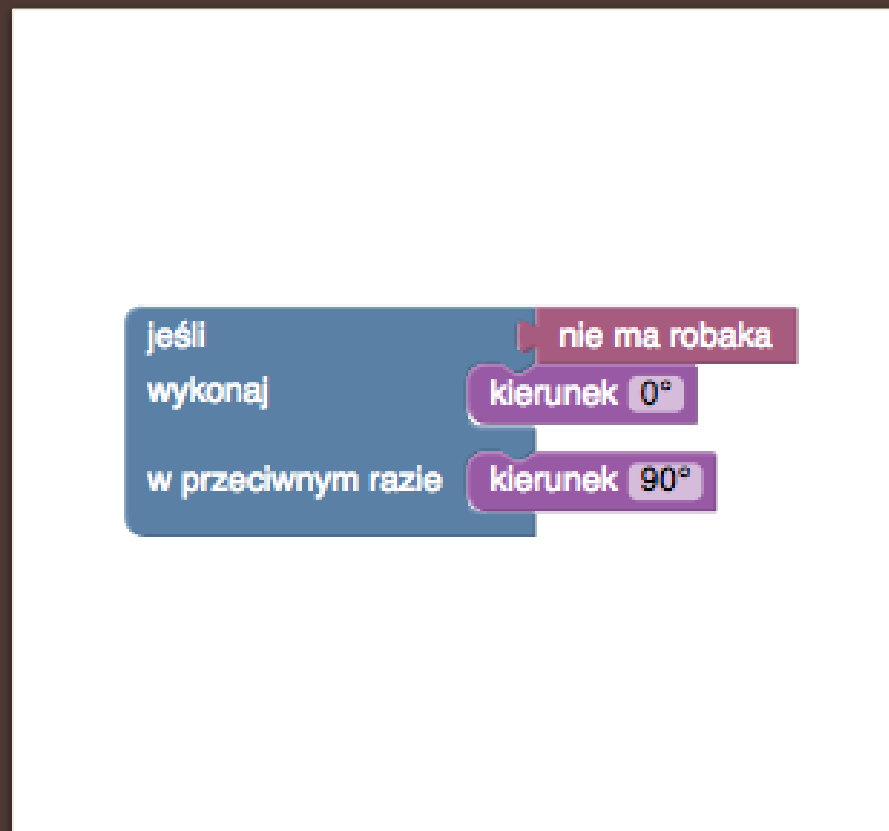 jeśli nie ma robaka
wykonaj kierunek 0°
w przeciwnym razie kierunek 90°